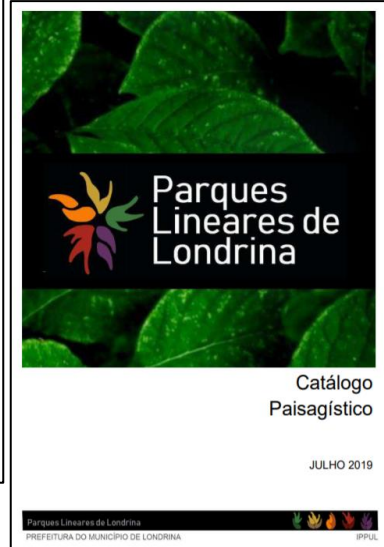 Parques
Lineares de
Londrina
Catálogo
Paisagístico
JULHO 2019
Parques Lineares de Londrina
PREFEITURA DO MUNICÍPIO DE LONDRINA
IPPUL